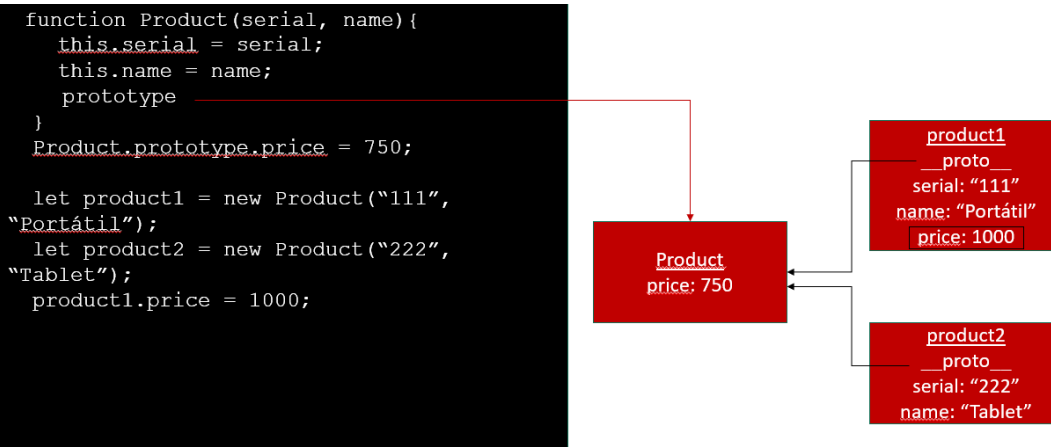 function Product(serial, name){
this.serial = serial;
this.name = name;
prototype
}
Product.prototype.price = 750;
let product1 = new Product(“111”,
“Portátil”);
let product2 = new Product(“222”,
“Tablet”);
product1.price = 1000;
Product
price: 750
product1
__proto__
serial: “111”
name: “Portátil”
price: 1000
product2
__proto__
serial: “222”
name: “Tablet”